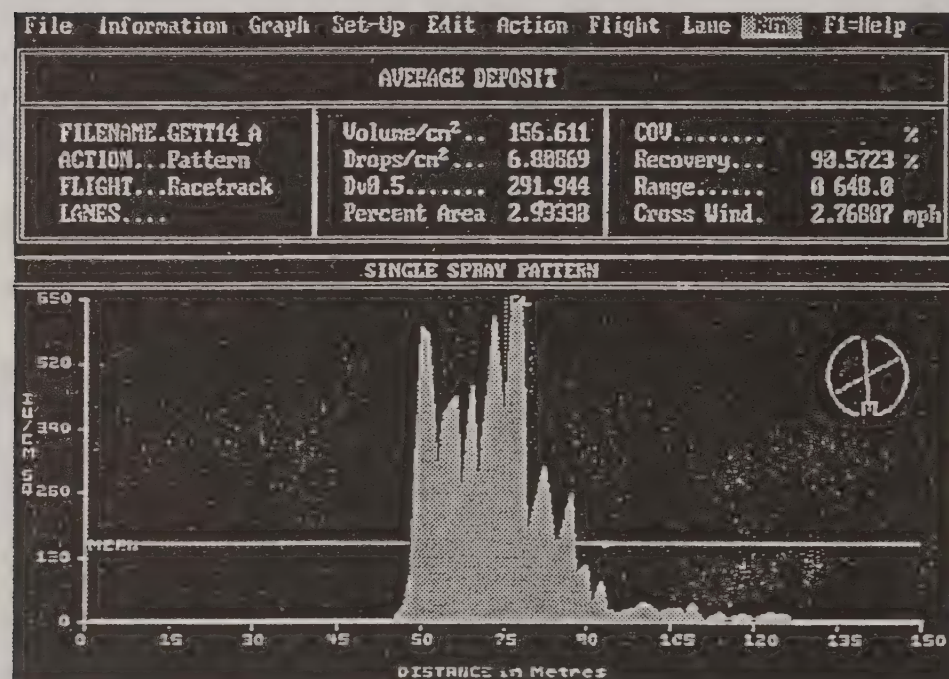 File Information Graph Set-Up Edit Action Flight Lane Run F1=Help
AVERAGE DEPOSIT
FILENAME.GETT14_A
ACTION...Pattern
FLIGHT...Racetrack
LANES....
Volume/cm².. 156.611
Drops/cm²... 6.88669
Dv0.5....... 291.944
Percent Area 2.93338
COV........ %
Recovery... 90.5723 %
Range...... 0 648.0
Cross Wind. 2.76607 mph
SINGLE SPRAY PATTERN
650
520
390
260
130
0
MEAN
0 15 30 45 60 75 90 105 120 135 150
DISTANCE in Metres